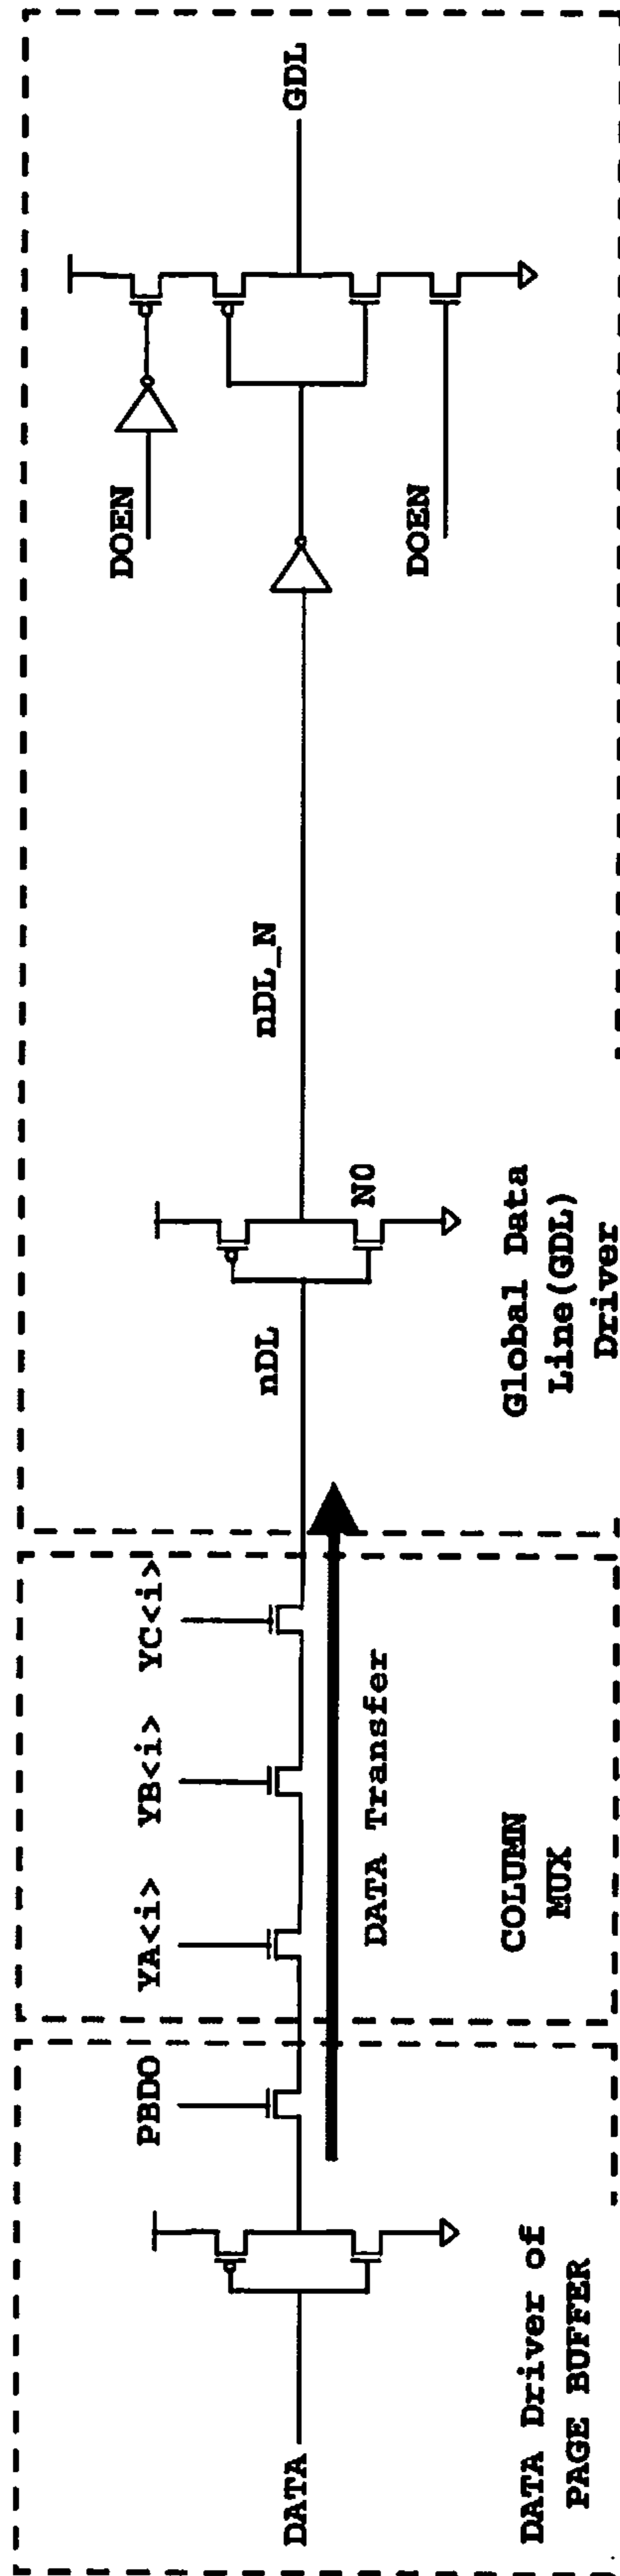 DATA
PBDO
YA<i>
YB<i>
YC<i>
nDL
N0
nDL_N
DOEN
DOEN
GDL
DATA Transfer
DATA Driver of
PAGE BUFFER
COLUMN
MUX
Global Data
Line(GDL)
Driver